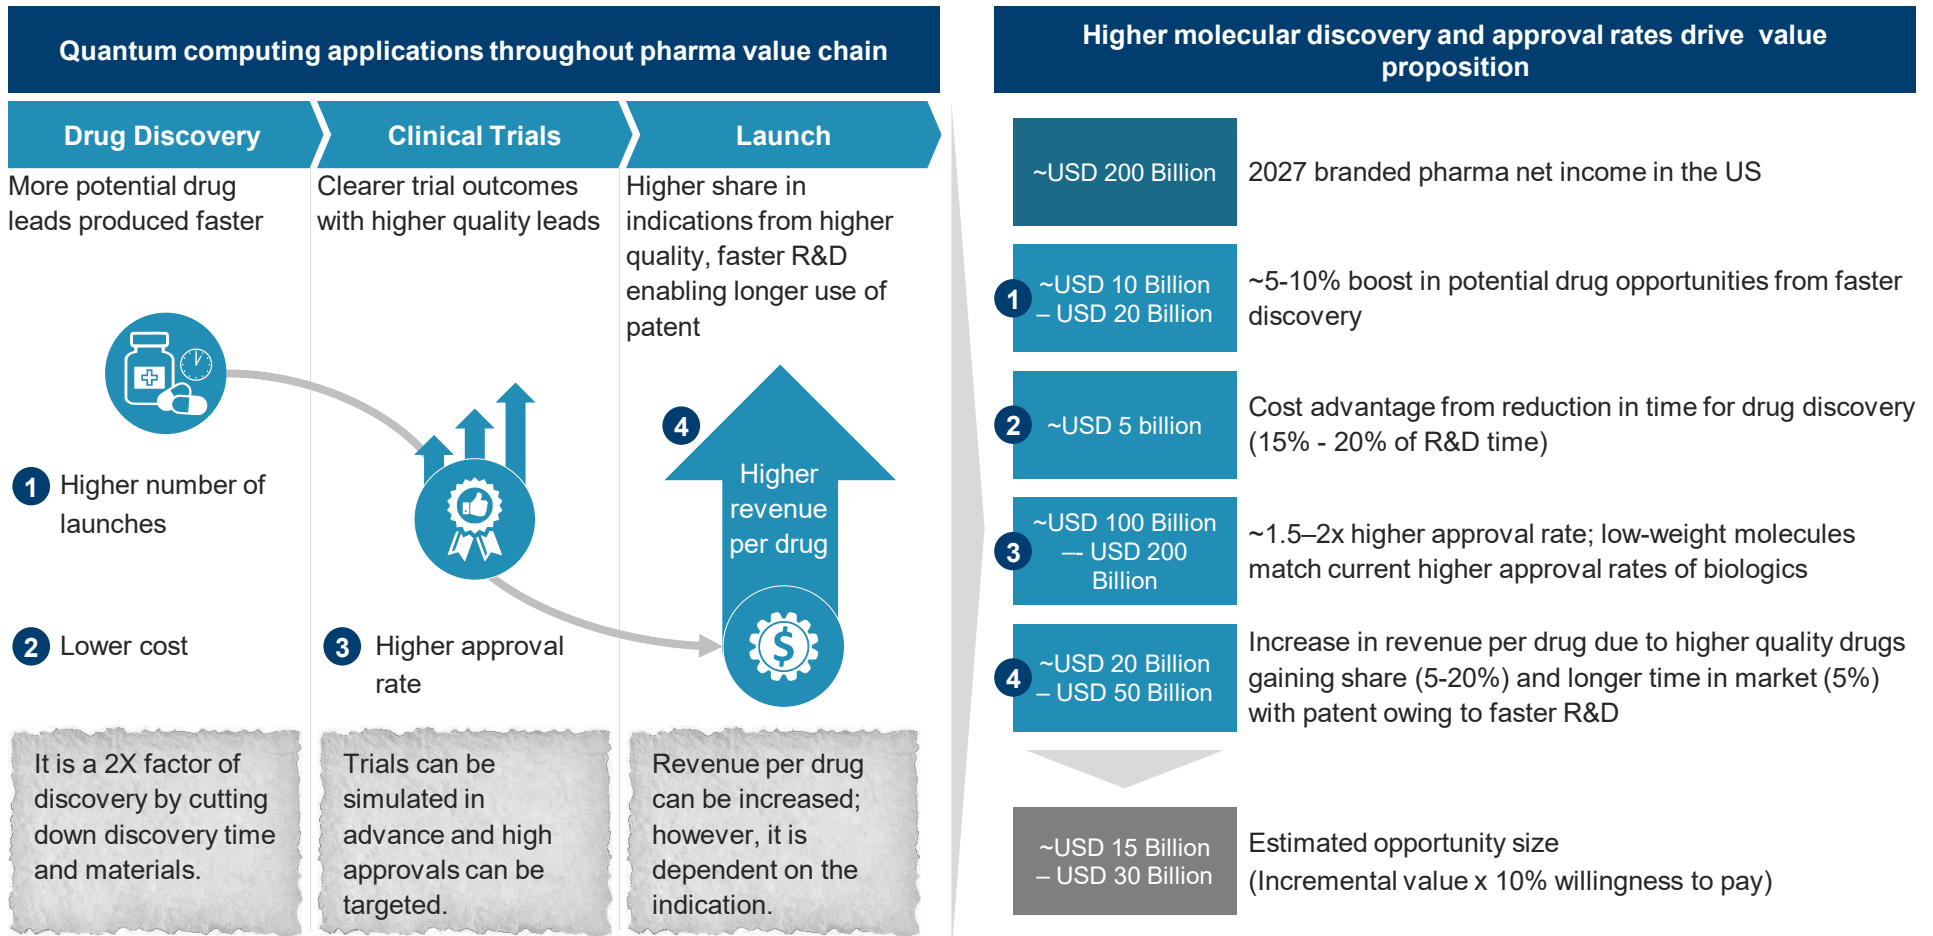 Quantum computing applications throughout pharma value chain
Drug Discovery
Clinical Trials
Launch
More potential drug
leads produced faster
Clearer trial outcomes
with higher quality leads
Higher share in
indications from higher
quality, faster R&D
enabling longer use of
patent
1 Higher number of
launches
2 Lower cost
3 Higher approval
rate
4
Higher
revenue
per drug
$
It is a 2X factor of
discovery by cutting
down discovery time
and materials.
Trials can be
simulated in
advance and high
approvals can be
targeted.
Revenue per drug
can be increased;
however, it is
dependent on the
indication.
Higher molecular discovery and approval rates drive value
proposition
~USD 200 Billion
2027 branded pharma net income in the US
1
~USD 10 Billion
– USD 20 Billion
~5-10% boost in potential drug opportunities from faster
discovery
2
~USD 5 billion
Cost advantage from reduction in time for drug discovery
(15% - 20% of R&D time)
3
~USD 100 Billion
–- USD 200
Billion
~1.5–2x higher approval rate; low-weight molecules
match current higher approval rates of biologics
4
~USD 20 Billion
– USD 50 Billion
Increase in revenue per drug due to higher quality drugs
gaining share (5-20%) and longer time in market (5%)
with patent owing to faster R&D
~USD 15 Billion
– USD 30 Billion
Estimated opportunity size
(Incremental value x 10% willingness to pay)